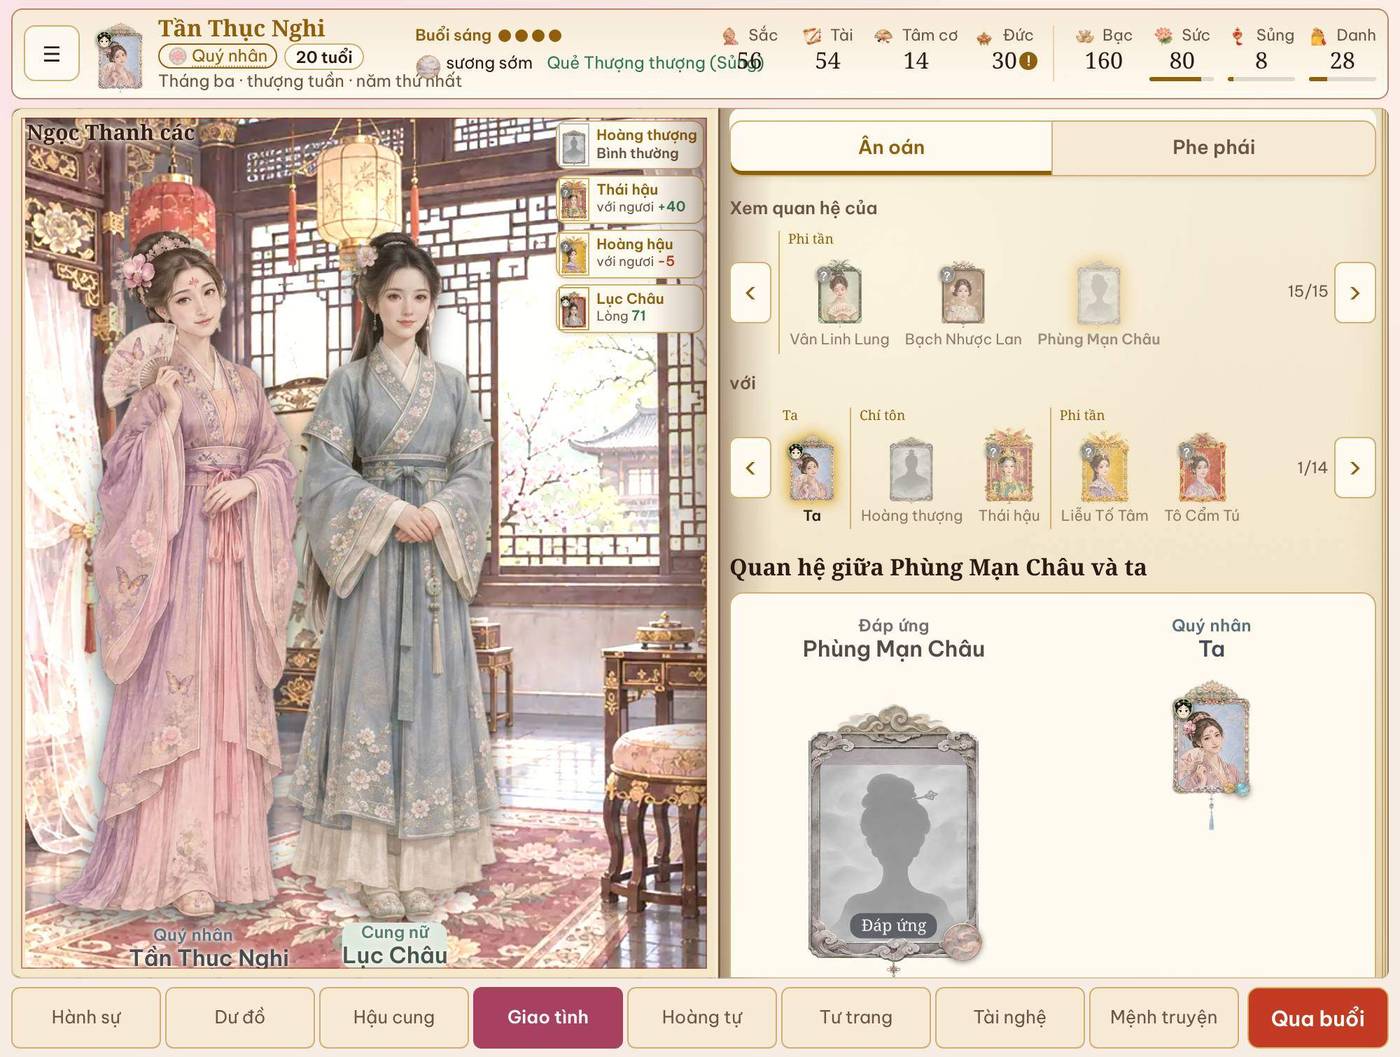 ☰
Tần Thục Nghi
Quý nhân
20 tuổi
Tháng ba · thượng tuần · năm thứ nhất
Buổi sáng
sương sớm Quẻ Thượng thượng (Sủng)
Sắc
56
Tài
54
Tâm cơ
14
Đức
30 !
Bạc
160
Sức
80
Sủng
8
Danh
28
Ngọc Thanh các
Hoàng thượng
Bình thường
Thái hậu
với ngươi +40
Hoàng hậu
với ngươi -5
Lục Châu
Lòng 71
Quý nhân
Tần Thục Nghi
Cung nữ
Lục Châu
Ân oán
Phe phái
Xem quan hệ của
Phi tần
<
?
?
Vân Linh Lung
Bạch Nhược Lan
Phùng Mạn Châu
15/15
>
với
Ta
Chí tôn
Phi tần
<
?
?
?
Ta
Hoàng thượng
Thái hậu
Liễu Tố Tâm
Tô Cẩm Tú
1/14
>
Quan hệ giữa Phùng Mạn Châu và ta
Đáp ứng
Phùng Mạn Châu
Quý nhân
Ta
Đáp ứng
Hành sự
Dư đồ
Hậu cung
Giao tình
Hoàng tự
Tư trang
Tài nghệ
Mệnh truyện
Qua buổi